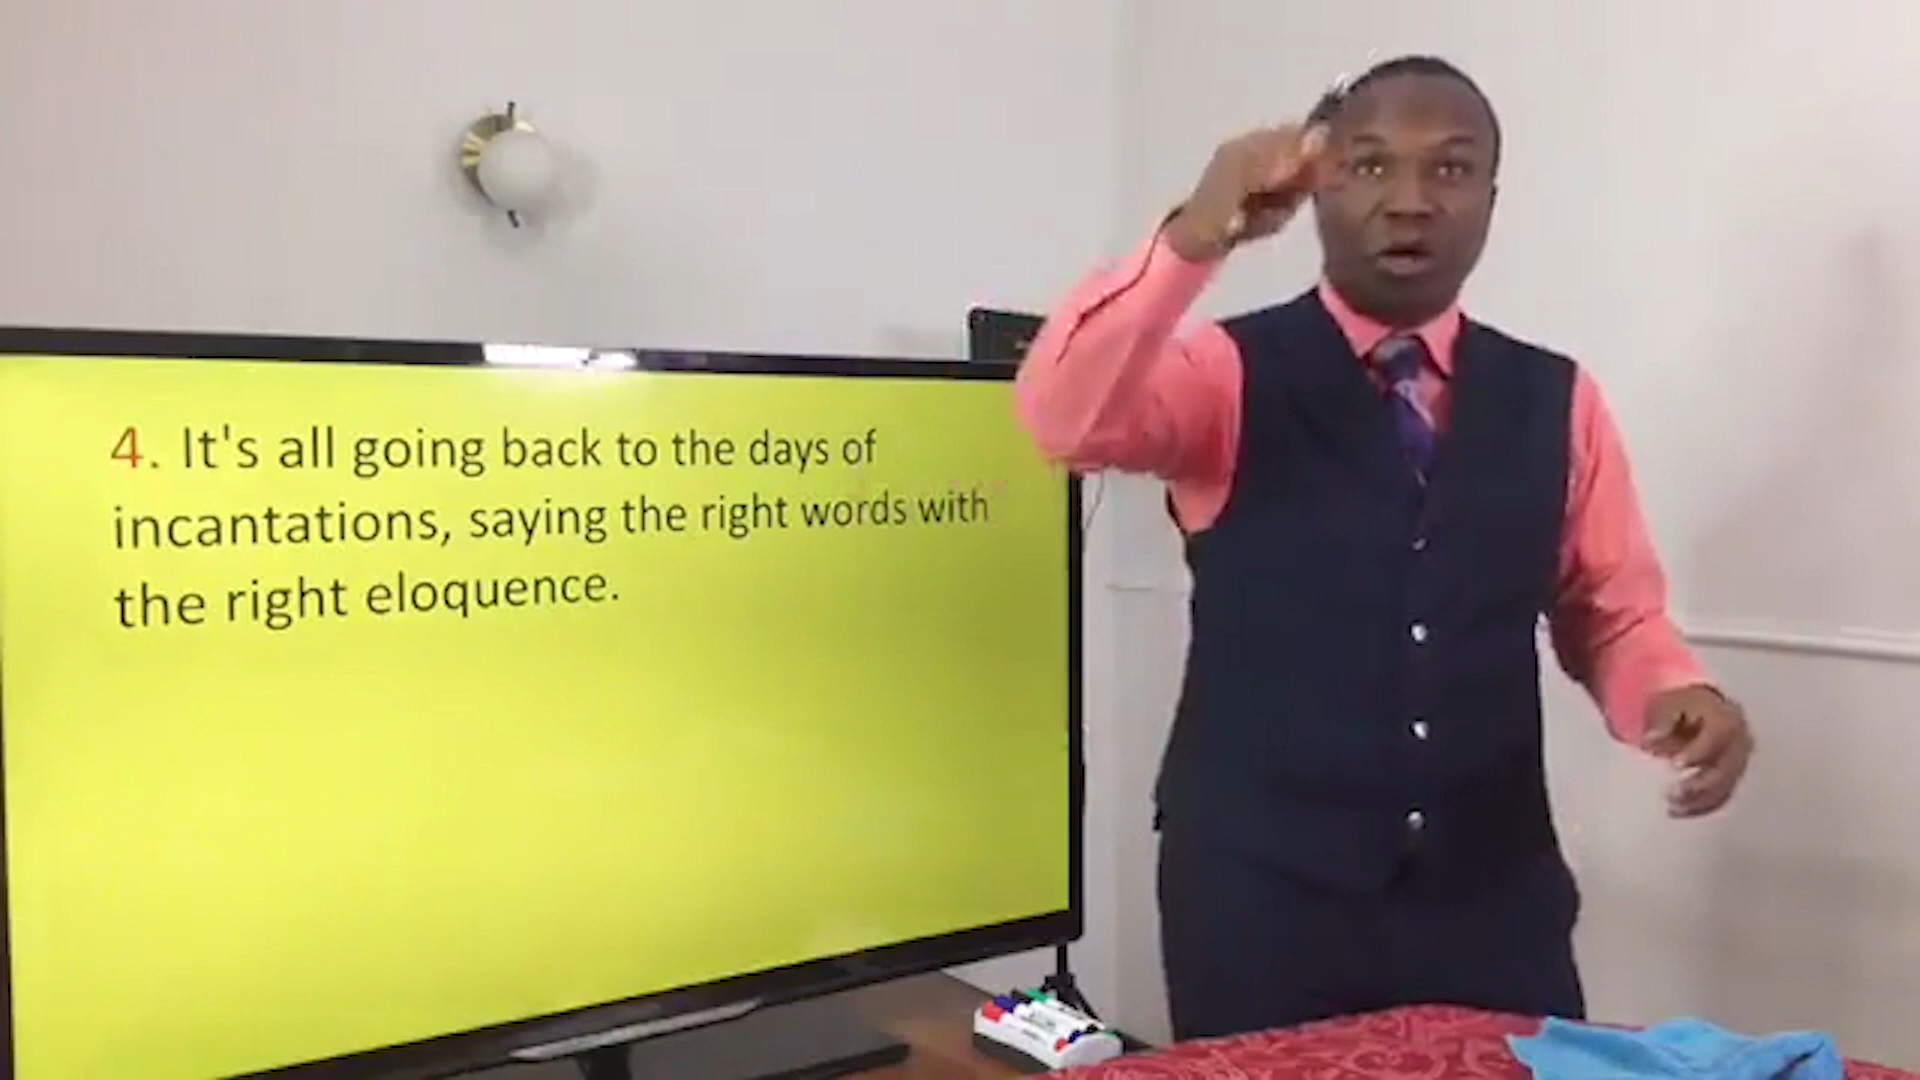 4. It's all going back to the days of
incantations, saying the right words with
the right eloquence.